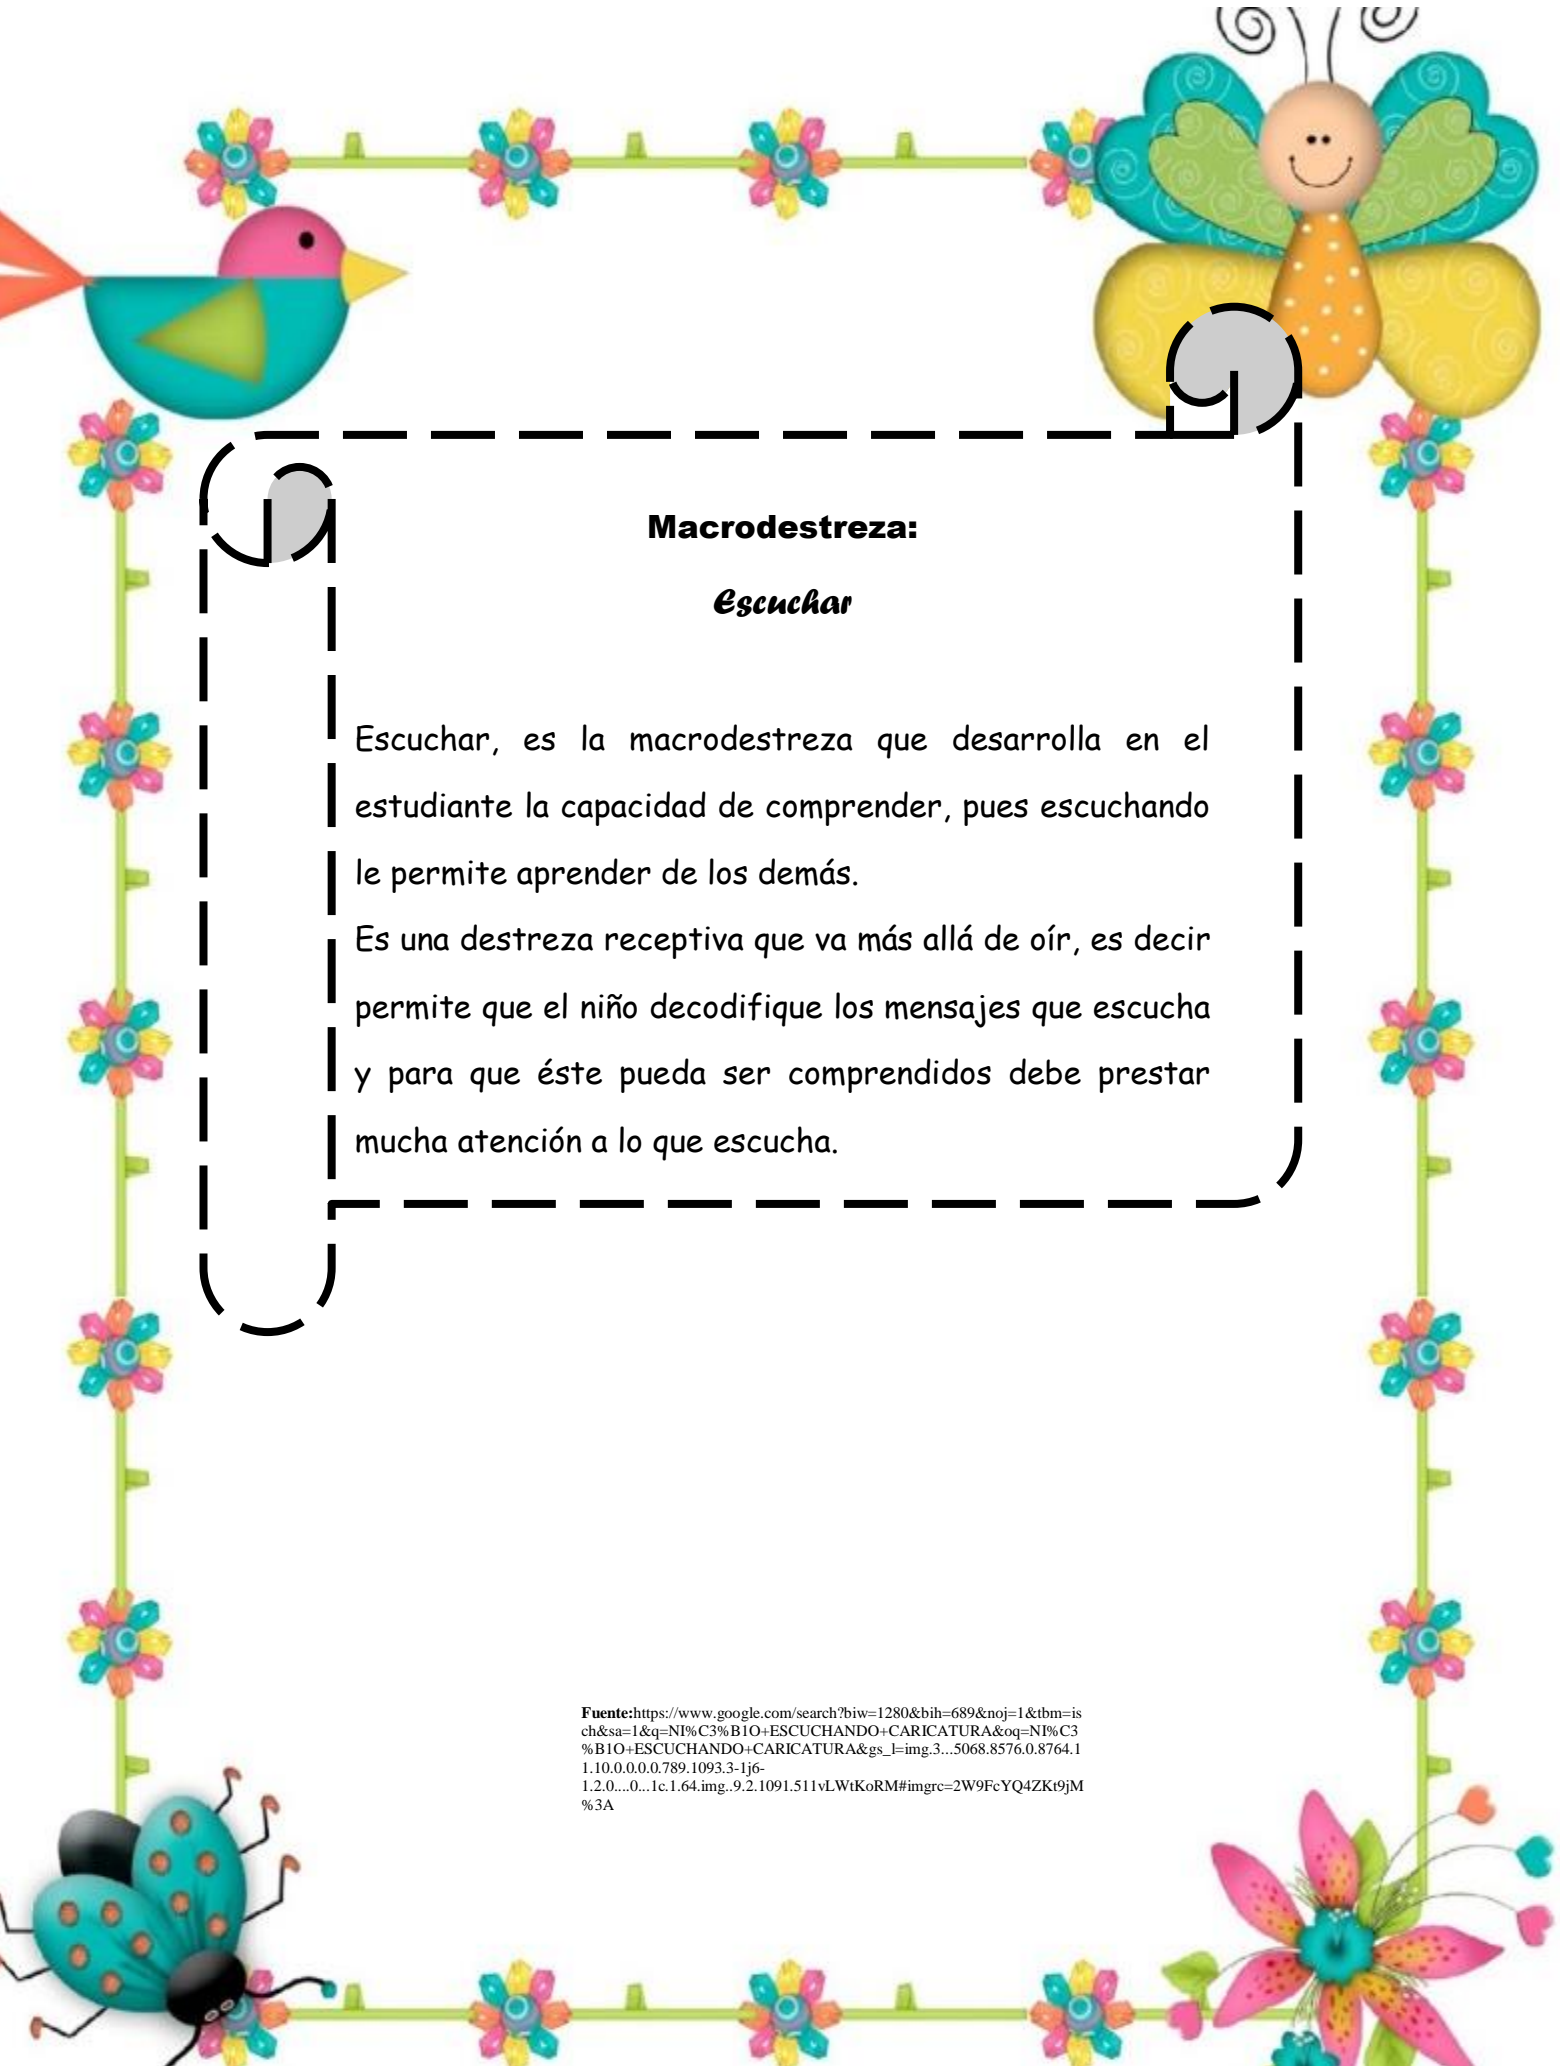 Macrodestreza:
Escuchar
Escuchar, es la macrodestreza que desarrolla en el
estudiante la capacidad de comprender, pues escuchando
le permite aprender de los demás.
Es una destreza receptiva que va más allá de oír, es decir
permite que el niño decodifique los mensajes que escucha
y para que éste pueda ser comprendidos debe prestar
mucha atención a lo que escucha.
Fuente:https://www.google.com/search?biw=1280&bih=689&noj=1&tbm=is
ch&sa=1&q=NI%C3%B1O+ESCUCHANDO+CARICATURA&oq=NI%C3
%B1O+ESCUCHANDO+CARICATURA&gs_l=img.3...5068.8576.0.8764.1
1.10.0.0.0.0.789.1093.3-1j6-
1.2.0....0...1c.1.64.img..9.2.1091.511vLWtKoRM#imgrc=2W9FcYQ4ZKt9jM
%3A